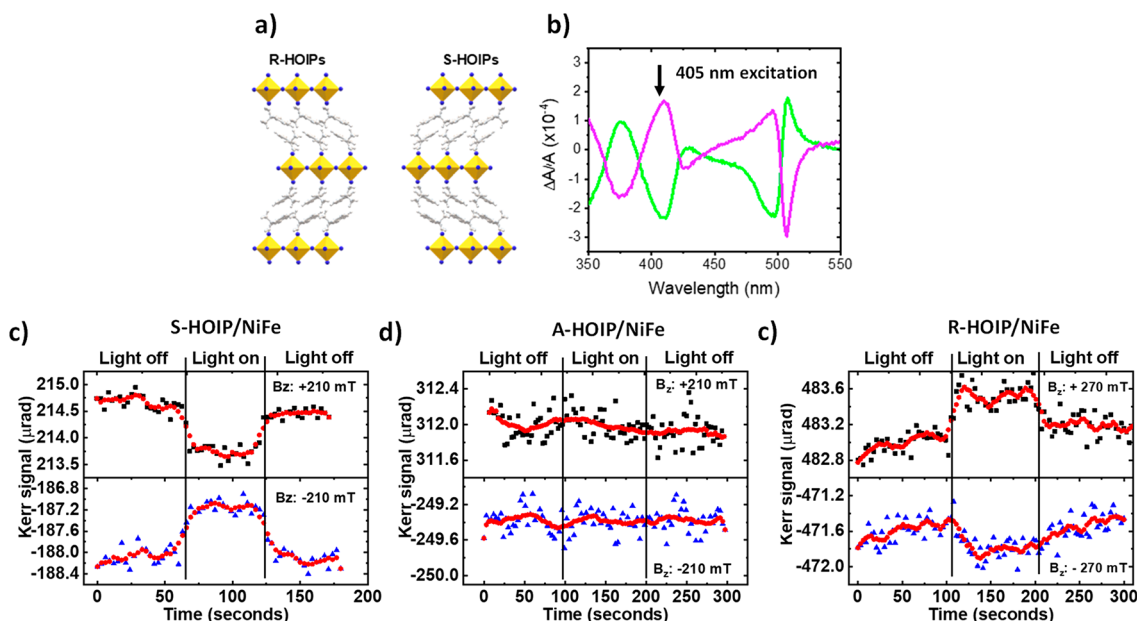 a)
R-HOIPs
S-HOIPs
b)
405 nm excitation
ΔA/A (x10⁻⁴)
3
2
1
0
-1
-2
-3
350
400
450
500
550
Wavelength (nm)
c)
S-HOIP/NiFe
Light off
Light on
Light off
Kerr signal (μrad)
215.0
214.5
214.0
213.5
-186.8
-187.2
-187.6
-188.0
-188.4
Bz: +210 mT
Bz: -210 mT
0
50
100
150
200
Time (seconds)
d)
A-HOIP/NiFe
Light off
Light on
Light off
Kerr signal (μrad)
312.4
312.0
311.6
-249.2
-249.6
-250.0
Bz: +210 mT
Bz: -210 mT
0
50
100
150
200
250
300
Time (seconds)
c)
R-HOIP/NiFe
Light off
Light on
Light off
Kerr signal (μrad)
483.6
483.2
482.8
-471.2
-471.6
-472.0
Bz: + 270 mT
Bz: - 270 mT
0
50
100
150
200
250
300
Time (seconds)